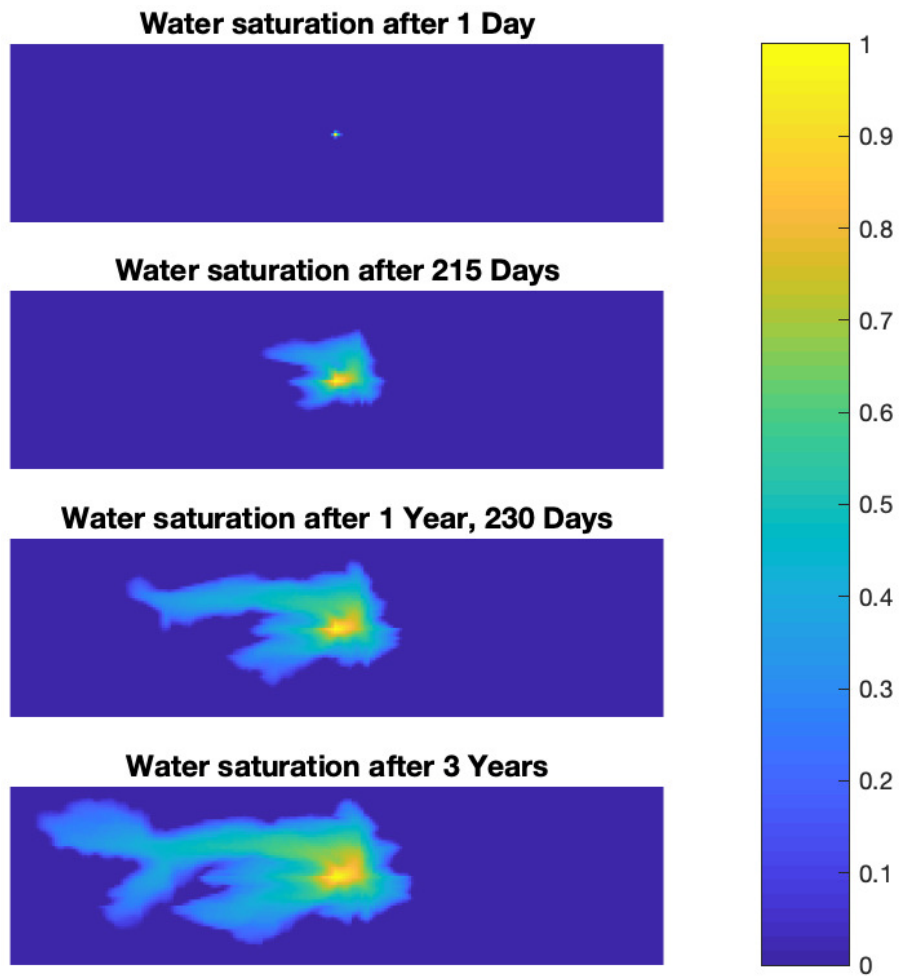 Water saturation after 1 Day
Water saturation after 215 Days
Water saturation after 1 Year, 230 Days
Water saturation after 3 Years
1
0.9
0.8
0.7
0.6
0.5
0.4
0.3
0.2
0.1
0